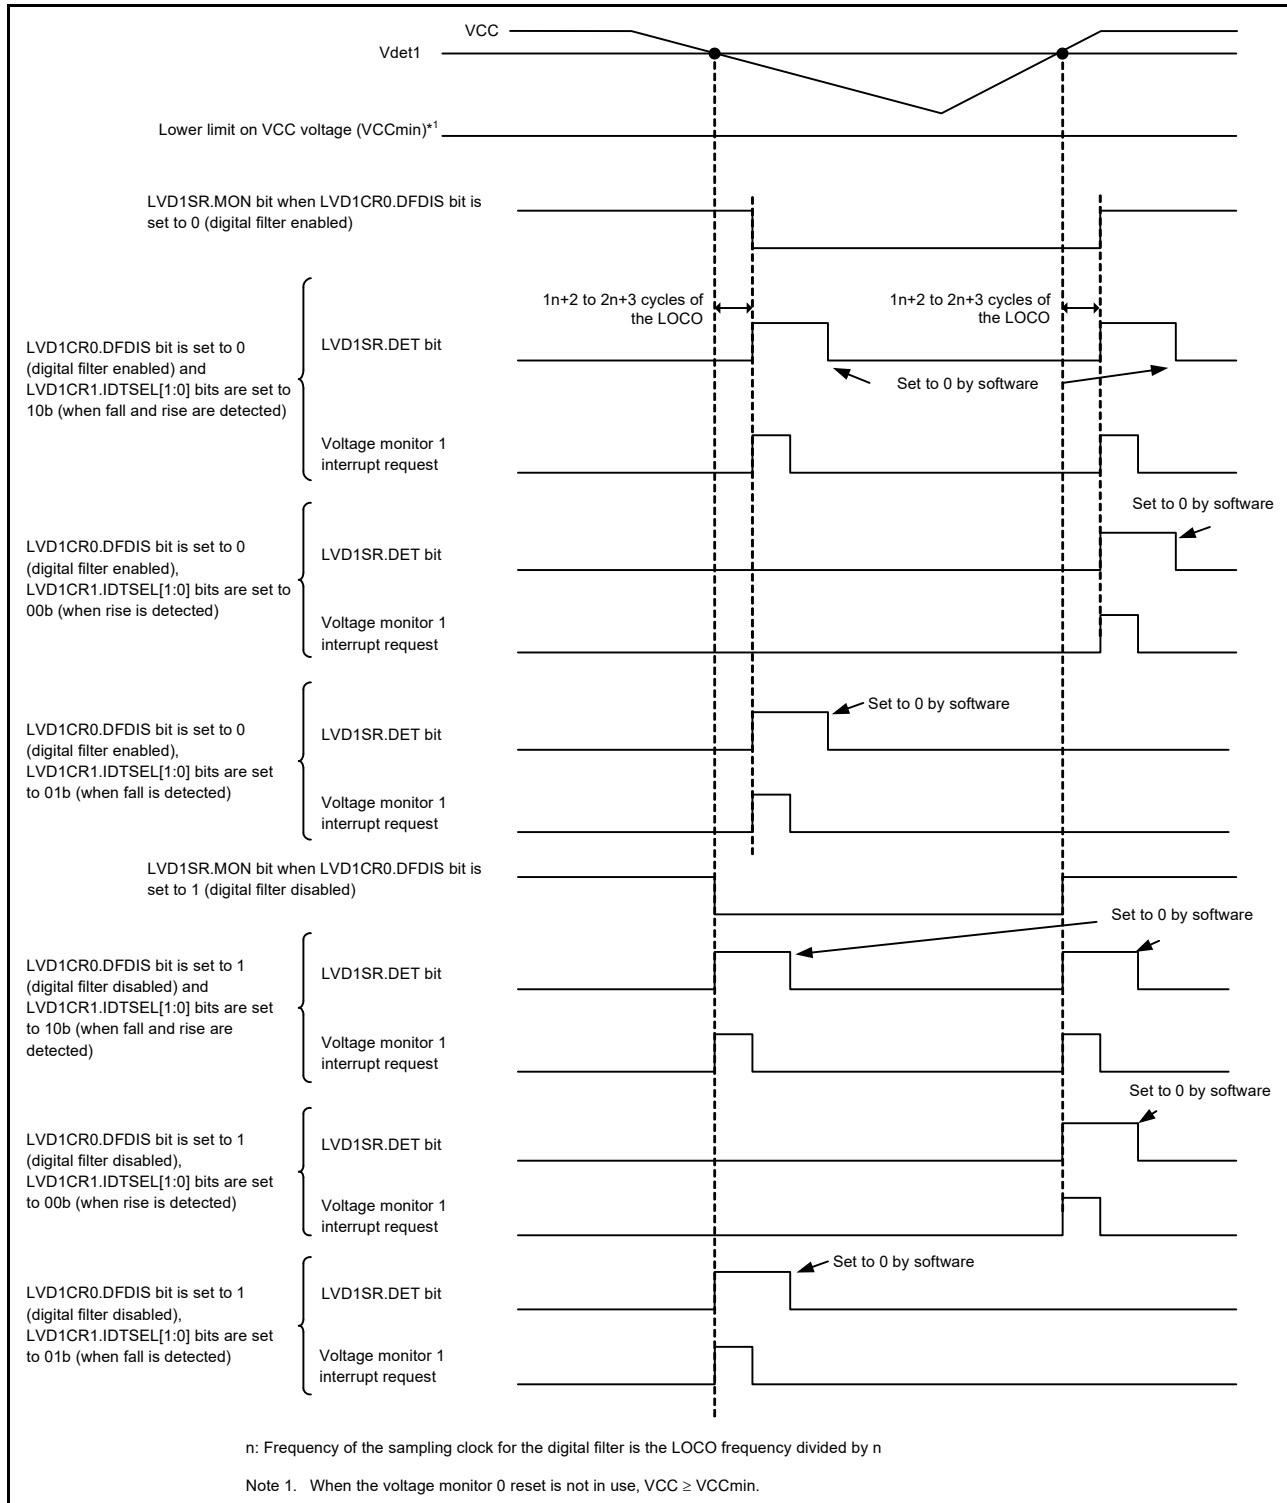 VCC
Vdet1
Lower limit on VCC voltage (VCCmin)*1
LVD1SR.MON bit when LVD1CR0.DFDIS bit is
set to 0 (digital filter enabled)
1n+2 to 2n+3 cycles of
the LOCO
1n+2 to 2n+3 cycles of
the LOCO
LVD1CR0.DFDIS bit is set to 0
(digital filter enabled) and
LVD1CR1.IDTSEL[1:0] bits are set to
10b (when fall and rise are detected)
LVD1SR.DET bit
Set to 0 by software
Voltage monitor 1
interrupt request
Set to 0 by software
LVD1CR0.DFDIS bit is set to 0
(digital filter enabled),
LVD1CR1.IDTSEL[1:0] bits are set to
00b (when rise is detected)
LVD1SR.DET bit
Voltage monitor 1
interrupt request
Set to 0 by software
LVD1CR0.DFDIS bit is set to 0
(digital filter enabled),
LVD1CR1.IDTSEL[1:0] bits are set
to 01b (when fall is detected)
LVD1SR.DET bit
Voltage monitor 1
interrupt request
LVD1SR.MON bit when LVD1CR0.DFDIS bit is
set to 1 (digital filter disabled)
Set to 0 by software
LVD1CR0.DFDIS bit is set to 1
(digital filter disabled) and
LVD1CR1.IDTSEL[1:0] bits are set
to 10b (when fall and rise are
detected)
LVD1SR.DET bit
Voltage monitor 1
interrupt request
Set to 0 by software
LVD1CR0.DFDIS bit is set to 1
(digital filter disabled),
LVD1CR1.IDTSEL[1:0] bits are set
to 00b (when rise is detected)
LVD1SR.DET bit
Voltage monitor 1
interrupt request
Set to 0 by software
LVD1CR0.DFDIS bit is set to 1
(digital filter disabled),
LVD1CR1.IDTSEL[1:0] bits are set
to 01b (when fall is detected)
LVD1SR.DET bit
Voltage monitor 1
interrupt request
n: Frequency of the sampling clock for the digital filter is the LOCO frequency divided by n
Note 1. When the voltage monitor 0 reset is not in use, VCC ≥ VCCmin.